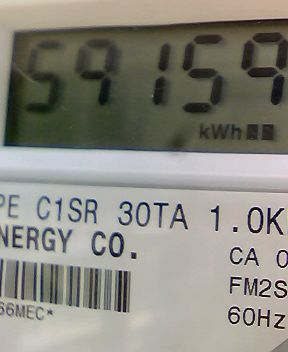 59159
kWh
PE C1SR 30TA 1.0K
NERGY CO.
CA 0
FM2S
60Hz
66MEC*